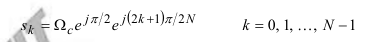 s_k = Ω_c e^{jπ/2} e^{j(2k+1)π/2N}    k = 0, 1, …, N − 1